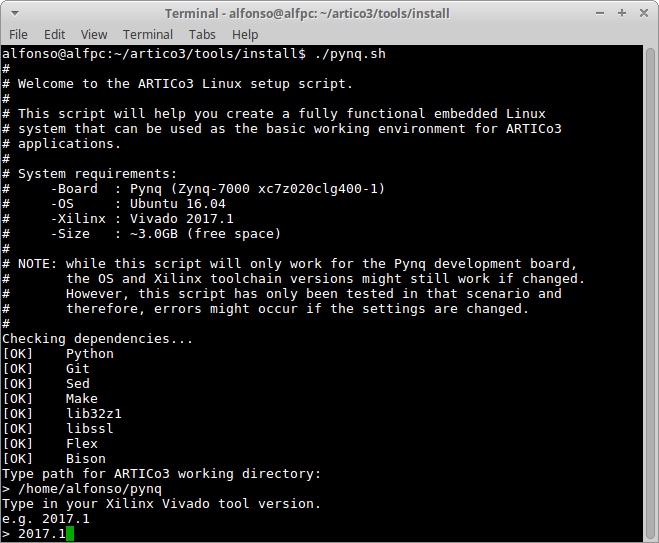 Terminal - alfonso@alfpc: ~/artico3/tools/install
File Edit View Terminal Tabs Help
alfonso@alfpc:~/artico3/tools/install$ ./pynq.sh
#
# Welcome to the ARTICo3 Linux setup script.
#
# This script will help you create a fully functional embedded Linux
# system that can be used as the basic working environment for ARTICo3
# applications.
#
# System requirements:
#     -Board  : Pynq (Zynq-7000 xc7z020clg400-1)
#     -OS     : Ubuntu 16.04
#     -Xilinx : Vivado 2017.1
#     -Size   : ~3.0GB (free space)
#
# NOTE: while this script will only work for the Pynq development board,
#       the OS and Xilinx toolchain versions might still work if changed.
#       However, this script has only been tested in that scenario and
#       therefore, errors might occur if the settings are changed.
#
Checking dependencies...
[OK]    Python
[OK]    Git
[OK]    Sed
[OK]    Make
[OK]    lib32z1
[OK]    libssl
[OK]    Flex
[OK]    Bison
Type path for ARTICo3 working directory:
> /home/alfonso/pynq
Type in your Xilinx Vivado tool version.
e.g. 2017.1
> 2017.1